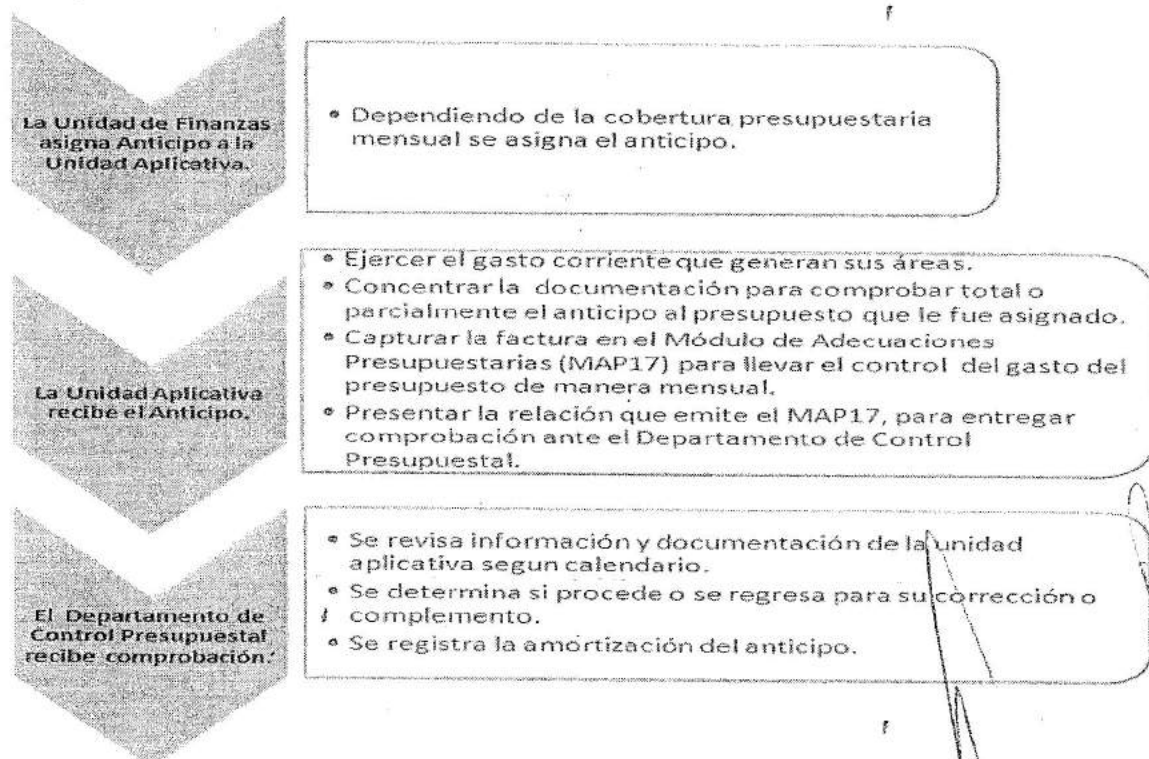 La Unidad de Finanzas
asigna Anticipo a la
Unidad Aplicativa.
• Dependiendo de la cobertura presupuestaria
mensual se asigna el anticipo.
La Unidad Aplicativa
recibe el Anticipo.
• Ejercer el gasto corriente que generan sus áreas.
• Concentrar la documentación para comprobar total o
parcialmente el anticipo al presupuesto que le fue asignado.
• Capturar la factura en el Módulo de Adecuaciones
Presupuestarias (MAP17) para llevar el control del gasto del
presupuesto de manera mensual.
• Presentar la relación que emite el MAP17, para entregar
comprobación ante el Departamento de Control
Presupuestal.
El Departamento de
Control Presupuestal
recibe comprobación.
• Se revisa información y documentación de la unidad
aplicativa segun calendario.
• Se determina si procede o se regresa para su corrección o
complemento.
• Se registra la amortización del anticipo.